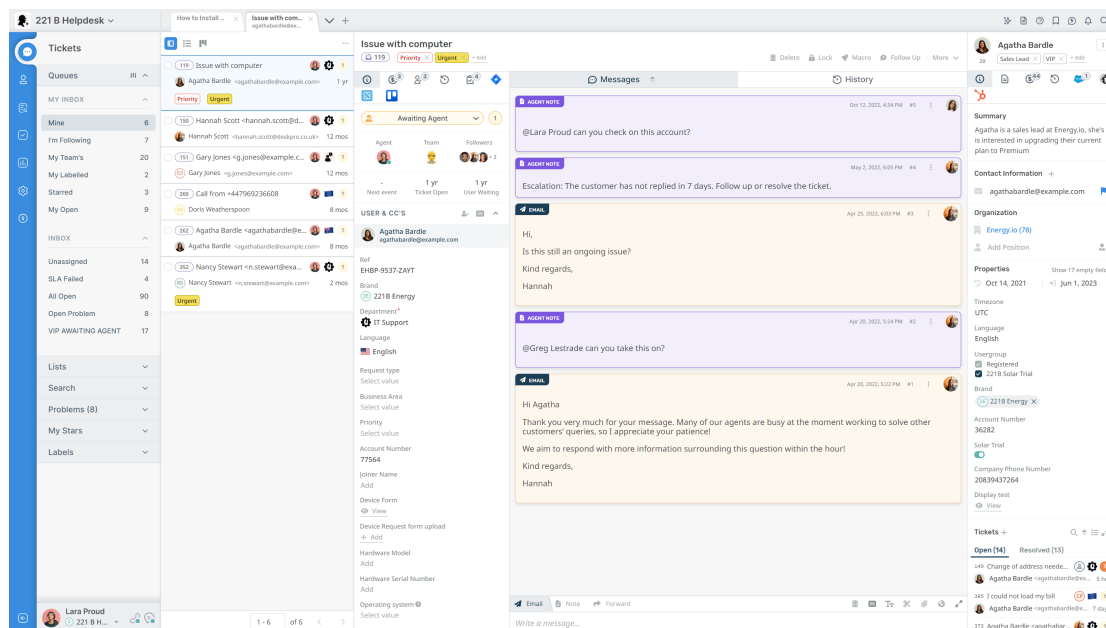 221 B Helpdesk
How to Install ...
Issue with com...
agathabardle@ex...
Tickets
Queues
MY INBOX
Mine 6
I'm Following 7
My Team's 20
My Labelled 2
Starred 3
My Open 9
INBOX
Unassigned 14
SLA Failed 4
All Open 90
Open Problem 8
VIP AWAITING AGENT 17
Lists
Search
Problems (8)
My Stars
Labels
Lara Proud
221 B H...
119 Issue with computer 1
Agatha Bardle <agathabardle@example.com> 1 yr
Priority Urgent
150 Hannah Scott <hannah.scott@d... 1
Hannah Scott <hannah.scott@deskpro.co.uk> 12 mos
151 Gary Jones <g.jones@example.c... 1
Gary Jones <g.jones@example.com> 12 mos
260 Call from +447969236608 1
Doris Weatherspoon 8 mos
262 Agatha Bardle <agathabardle@e... 1
Agatha Bardle <agathabardle@example.com> 8 mos
352 Nancy Stewart <n.stewart@exa... 1
Nancy Stewart <n.stewart@example.com> 2 mos
Urgent
1 - 6 of 6
Issue with computer
119 Priority Urgent + Add
Delete Lock Macro Follow Up More
3 3 4
Awaiting Agent 1
Agent Team Followers
+ 2
- 1 yr 1 yr
Next event Ticket Open User Waiting
USER & CC'S
Agatha Bardle
agathabardle@example.com
Ref
EHBP-9537-ZAYT
Brand
221B Energy
Department*
IT Support
Language
English
Request type
Select value
Business Area
Select value
Priority
Select value
Account Number
77564
Joiner Name
Add
Device Form
View
Device Request form upload
+ Add
Hardware Model
Add
Hardware Serial Number
Add
Operating system
Select value
Messages
History
AGENT NOTE
Oct 12, 2022, 4:34 PM #5
@Lara Proud can you check on this account?
AGENT NOTE
May 2, 2022, 6:05 PM #4
Escalation: The customer has not replied in 7 days. Follow up or resolve the ticket.
EMAIL
Apr 25, 2022, 6:03 PM #3
Hi,
Is this still an ongoing issue?
Kind regards,
Hannah
AGENT NOTE
Apr 20, 2022, 5:24 PM #2
@Greg Lestrade can you take this on?
EMAIL
Apr 20, 2022, 5:22 PM #1
Hi Agatha
Thank you very much for your message. Many of our agents are busy at the moment working to solve other
customers' queries, so I appreciate your patience!
We aim to respond with more information surrounding this question within the hour!
Kind regards,
Hannah
Email Note Forward
Write a message...
Agatha Bardle
Sales Lead VIP + Add
44 1
Summary
Agatha is a sales lead at Energy.io, she's
is interested in upgrading their current
plan to Premium
Contact Information
agathabardle@example.com
Organization
Energy.io (78)
Add Position
Properties Show 17 empty field
Oct 14, 2021 Jun 1, 2023
Timezone
UTC
Language
English
Usergroup
Registered
221B Solar Trial
Brand
221B Energy
Account Number
36282
Solar Trial
Company Phone Number
20839437264
Display test
View
Tickets
Open (14) Resolved (13)
Change of address neede...
Agatha Bardle <agathabardle@ex...
I could not load my bill
Agatha Bardle <agathabardle@e...
Agatha Bardle